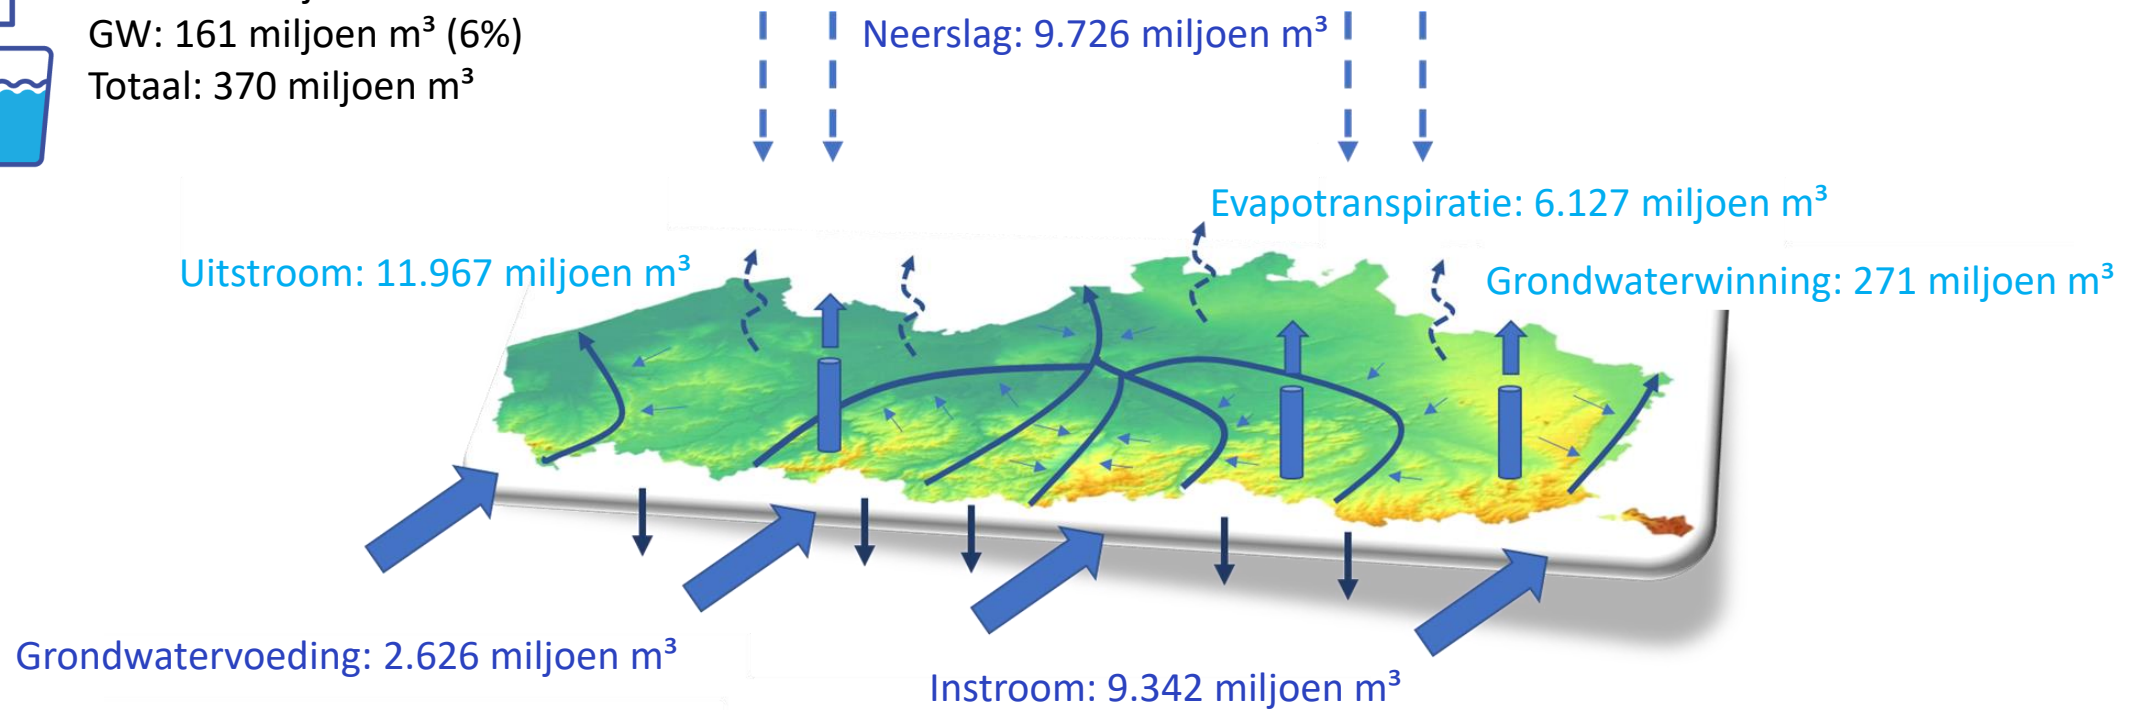 GW: 161 miljoen m³ (6%)
Totaal: 370 miljoen m³
Neerslag: 9.726 miljoen m³
Evapotranspiratie: 6.127 miljoen m³
Uitstroom: 11.967 miljoen m³
Grondwaterwinning: 271 miljoen m³
Grondwatervoeding: 2.626 miljoen m³
Instroom: 9.342 miljoen m³